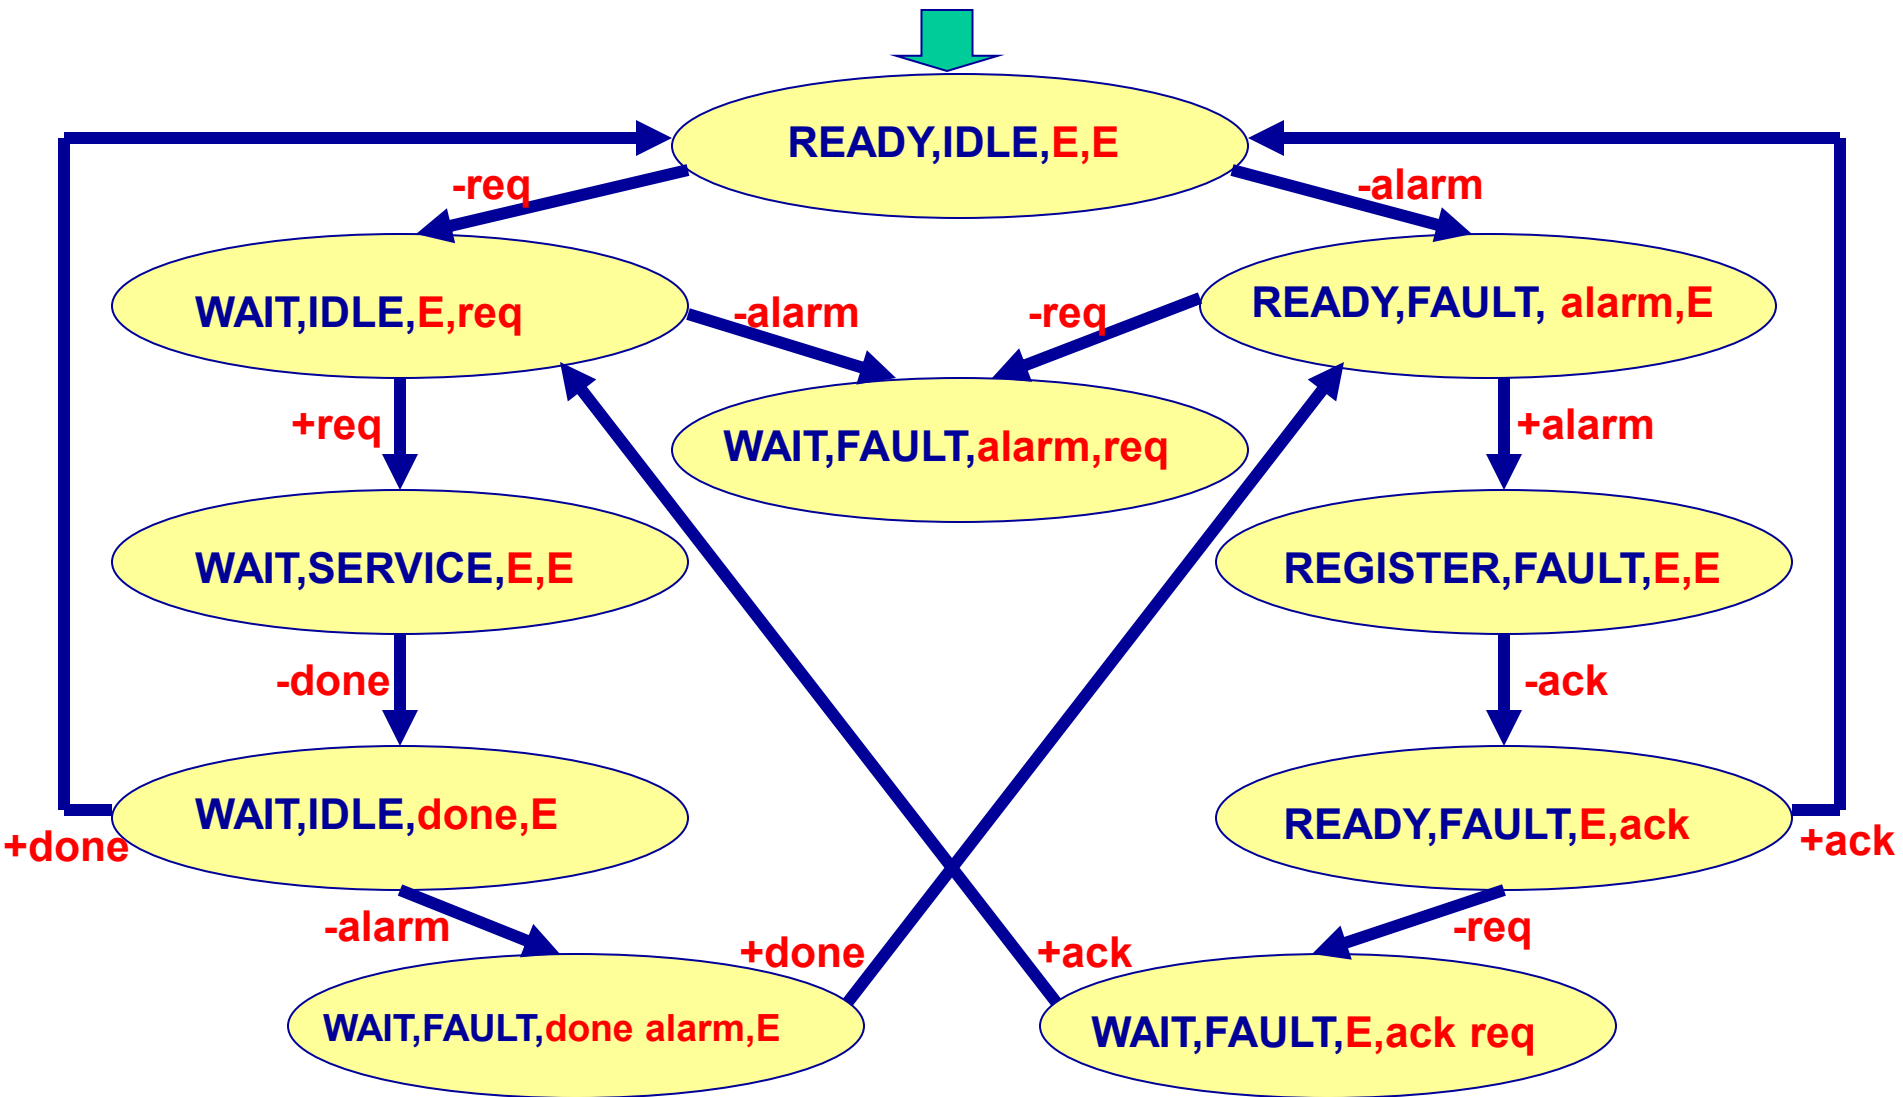 READY,IDLE,E,E
-req
-alarm
WAIT,IDLE,E,req
-alarm
-req
READY,FAULT, alarm,E
+req
WAIT,FAULT,alarm,req
+alarm
WAIT,SERVICE,E,E
REGISTER,FAULT,E,E
-done
-ack
WAIT,IDLE,done,E
READY,FAULT,E,ack
+done
+ack
-alarm
+done
+ack
-req
WAIT,FAULT,done alarm,E
WAIT,FAULT,E,ack req